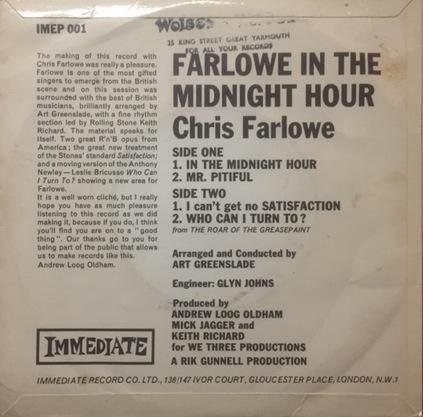 IMEP 001
25 KING STREET GREAT YARMOUTH
FOR ALL YOUR RECORDS
FARLOWE IN THE
MIDNIGHT HOUR
Chris Farlowe
The making of this record with
Chris Farlowe was really a pleasure.
Farlowe is one of the most gifted
singers to emerge from the British
scene and on this session was
surrounded with the best of British
musicians, brilliantly arranged by
Art Greenslade, with a fine rhythm
section led by Rolling Stone Keith
Richard. The material speaks for
itself. Two great R'n'B opus from
America; the great new treatment
of the Stones' standard Satisfaction;
and a moving version of the Anthony
Newley—Leslie Bricusse Who Can
I Turn To? showing a new area for
Farlowe.
It is a well worn cliché, but I really
hope you have as much pleasure
listening to this record as we did
making it, because if you do, I think
you'll find you are on to a "good
thing". Our thanks go to you for
being part of the public that allows
us to make records like this.
Andrew Loog Oldham.
SIDE ONE
1. IN THE MIDNIGHT HOUR
2. MR. PITIFUL
SIDE TWO
1. I can't get no SATISFACTION
2. WHO CAN I TURN TO?
from THE ROAR OF THE GREASEPAINT
Arranged and Conducted by
ART GREENSLADE
Engineer: GLYN JOHNS
Produced by
ANDREW LOOG OLDHAM
MICK JAGGER and
KEITH RICHARD
for WE THREE PRODUCTIONS
A RIK GUNNELL PRODUCTION
IMMEDIATE
IMMEDIATE RECORD CO. LTD., 138/147 IVOR COURT, GLOUCESTER PLACE, LONDON, N.W.1